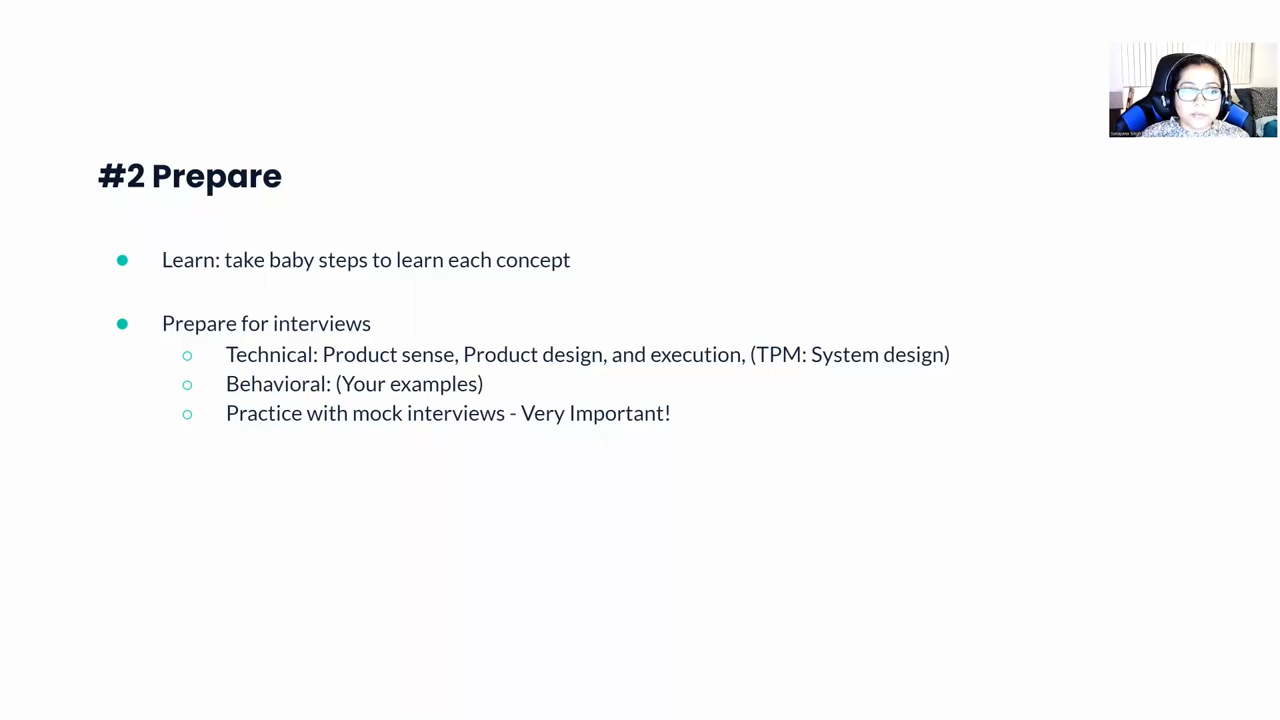 #2 Prepare
Learn: take baby steps to learn each concept
Prepare for interviews
Technical: Product sense, Product design, and execution, (TPM: System design)
Behavioral: (Your examples)
Practice with mock interviews - Very Important!